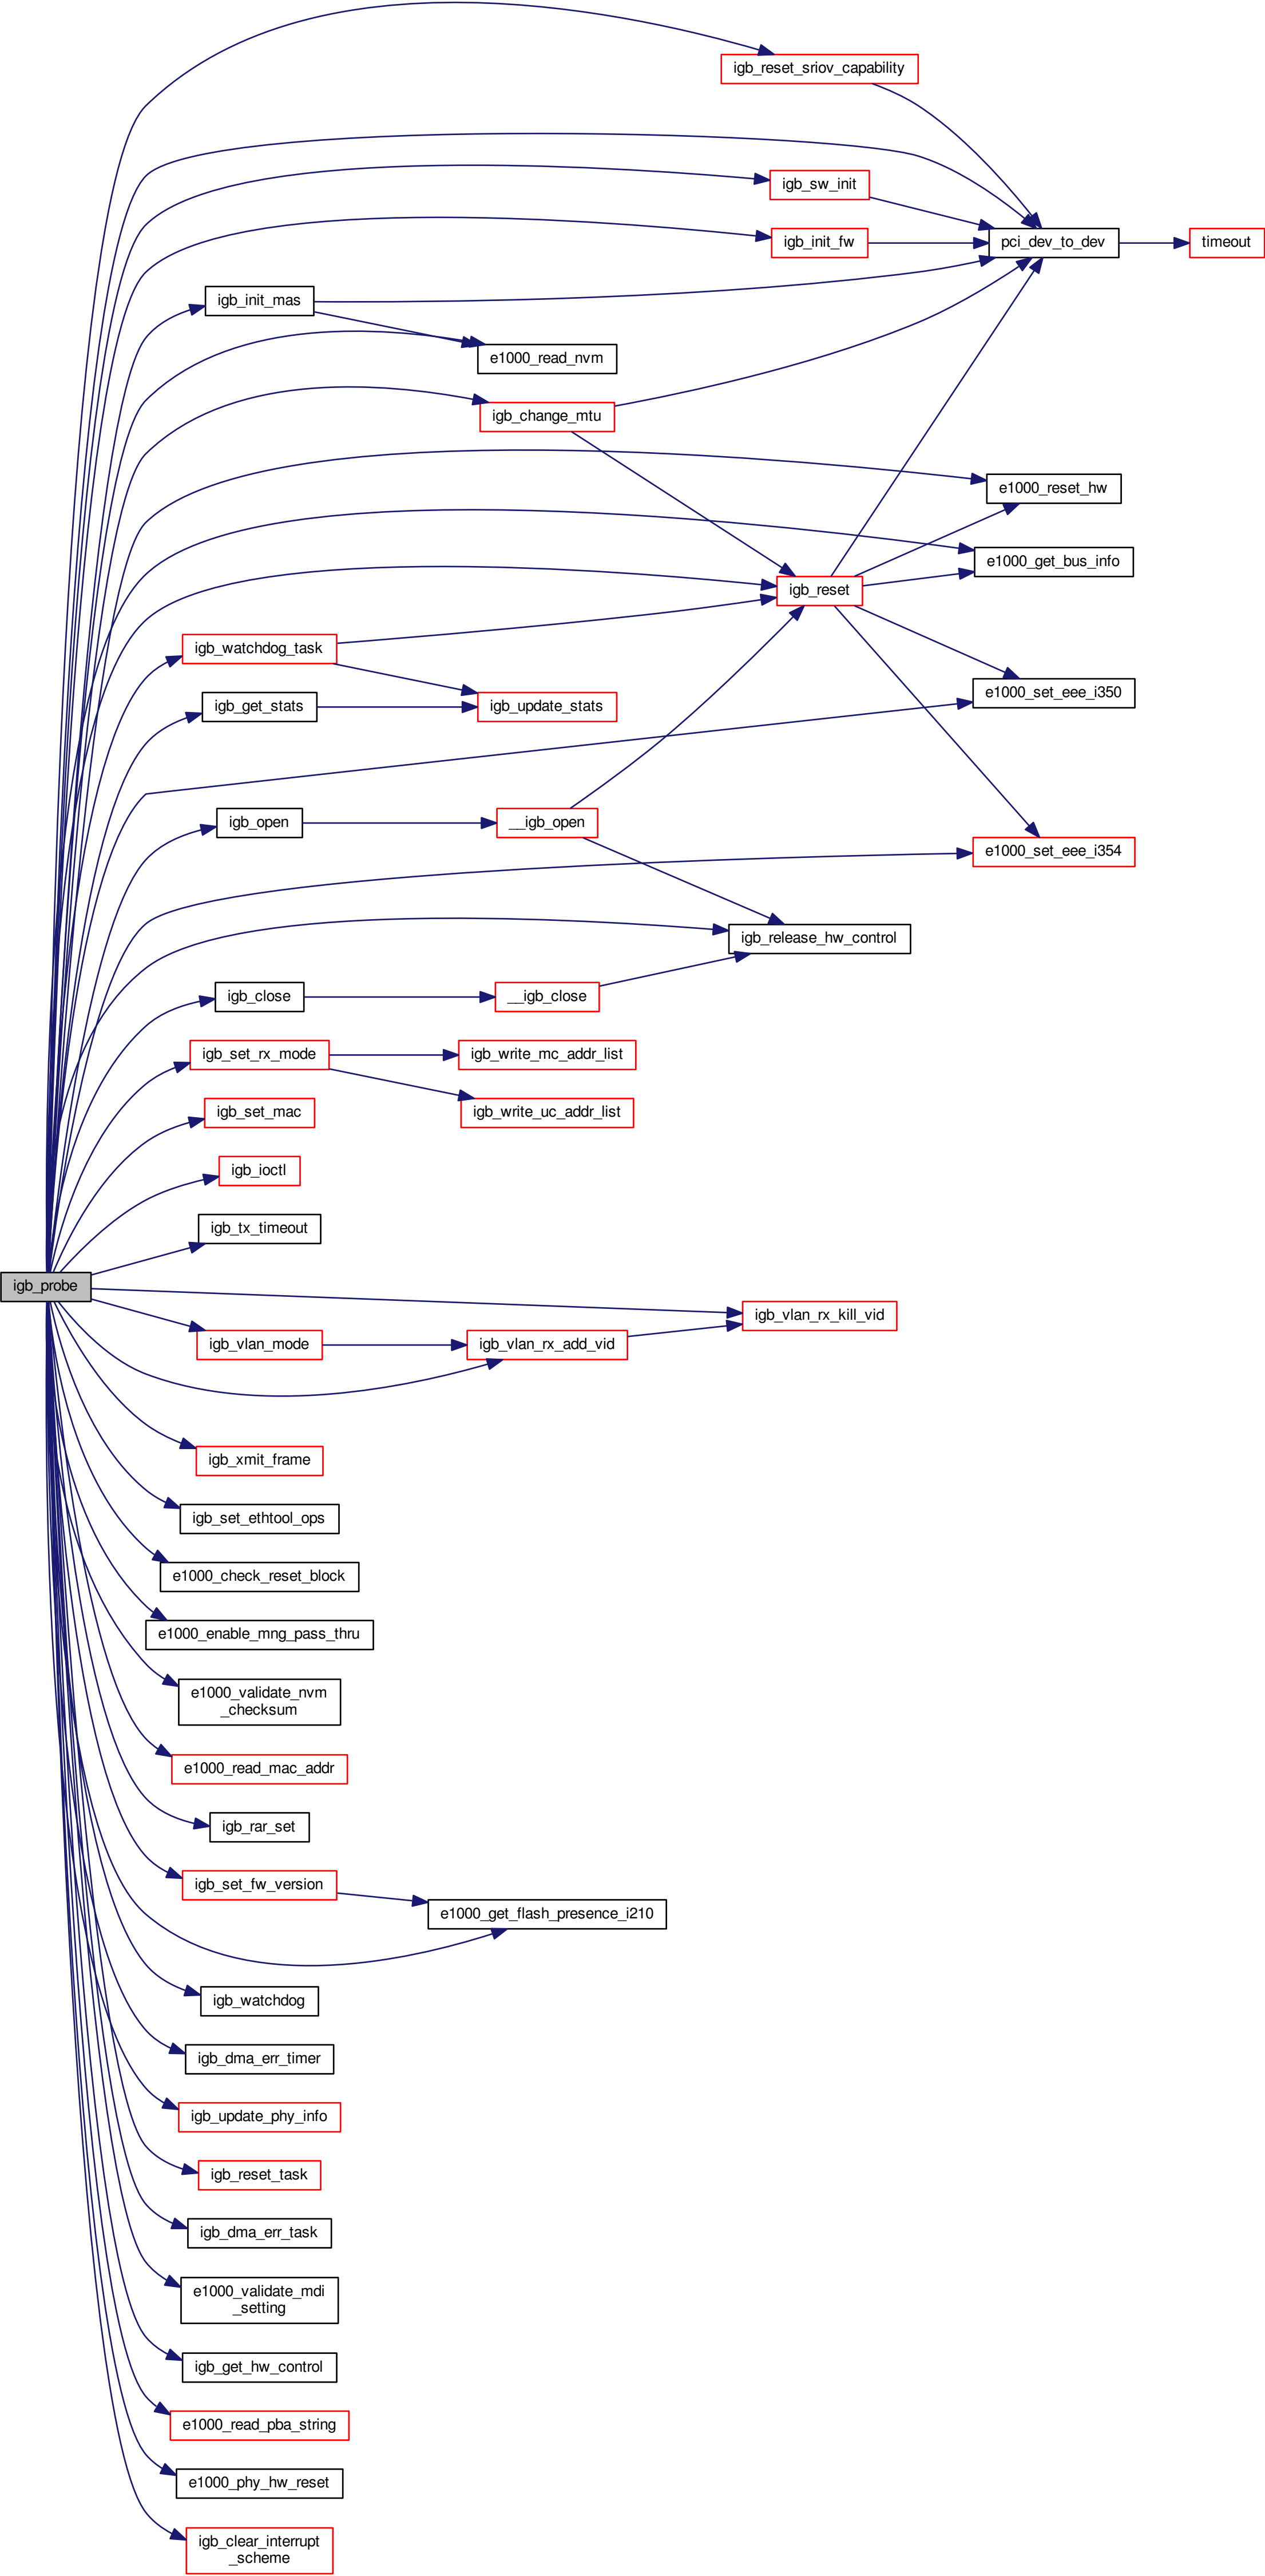 igb_reset_sriov_capability
igb_sw_init
igb_init_fw
pci_dev_to_dev
timeout
igb_init_mas
e1000_read_nvm
igb_change_mtu
e1000_reset_hw
e1000_get_bus_info
igb_reset
igb_watchdog_task
e1000_set_eee_i350
igb_get_stats
igb_update_stats
igb_open
__igb_open
e1000_set_eee_i354
igb_release_hw_control
igb_close
__igb_close
igb_set_rx_mode
igb_write_mc_addr_list
igb_set_mac
igb_write_uc_addr_list
igb_ioctl
igb_tx_timeout
igb_probe
igb_vlan_rx_kill_vid
igb_vlan_mode
igb_vlan_rx_add_vid
igb_xmit_frame
igb_set_ethtool_ops
e1000_check_reset_block
e1000_enable_mng_pass_thru
e1000_validate_nvm
_checksum
e1000_read_mac_addr
igb_rar_set
igb_set_fw_version
e1000_get_flash_presence_i210
igb_watchdog
igb_dma_err_timer
igb_update_phy_info
igb_reset_task
igb_dma_err_task
e1000_validate_mdi
_setting
igb_get_hw_control
e1000_read_pba_string
e1000_phy_hw_reset
igb_clear_interrupt
_scheme